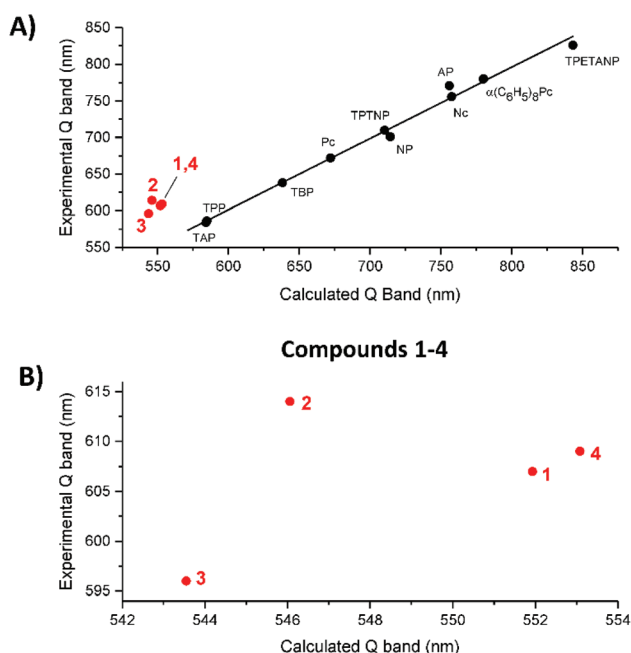 A)
Experimental Q band (nm)
850
800
750
700
650
600
550
AP
TPETANP
α(C₆H₅)₈Pc
TPTNP
Nc
Pc
NP
1,4
2
TBP
3
TPP
TAP
550 600 650 700 750 800 850
Calculated Q Band (nm)
Compounds 1-4
B)
Experimental Q band (nm)
615
610
605
600
595
2
4
1
3
542 544 546 548 550 552 554
Calculated Q band (nm)